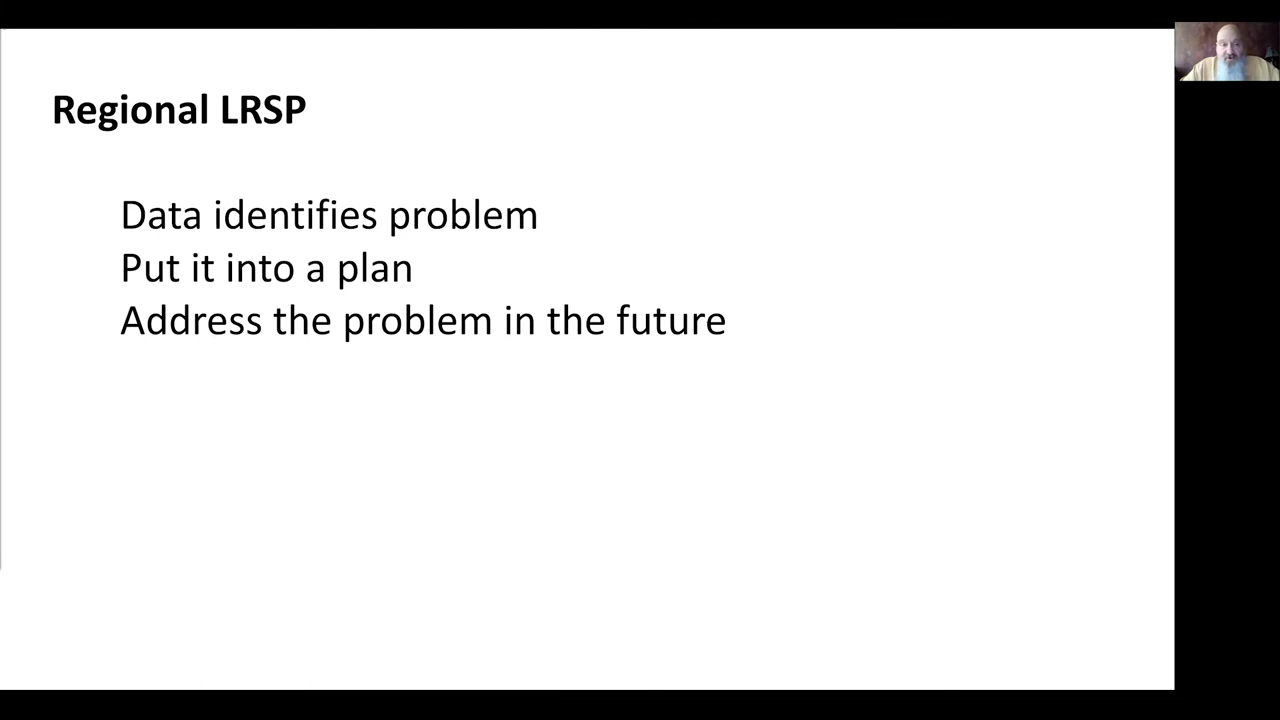 Regional LRSP
Data identifies problem
Put it into a plan
Address the problem in the future